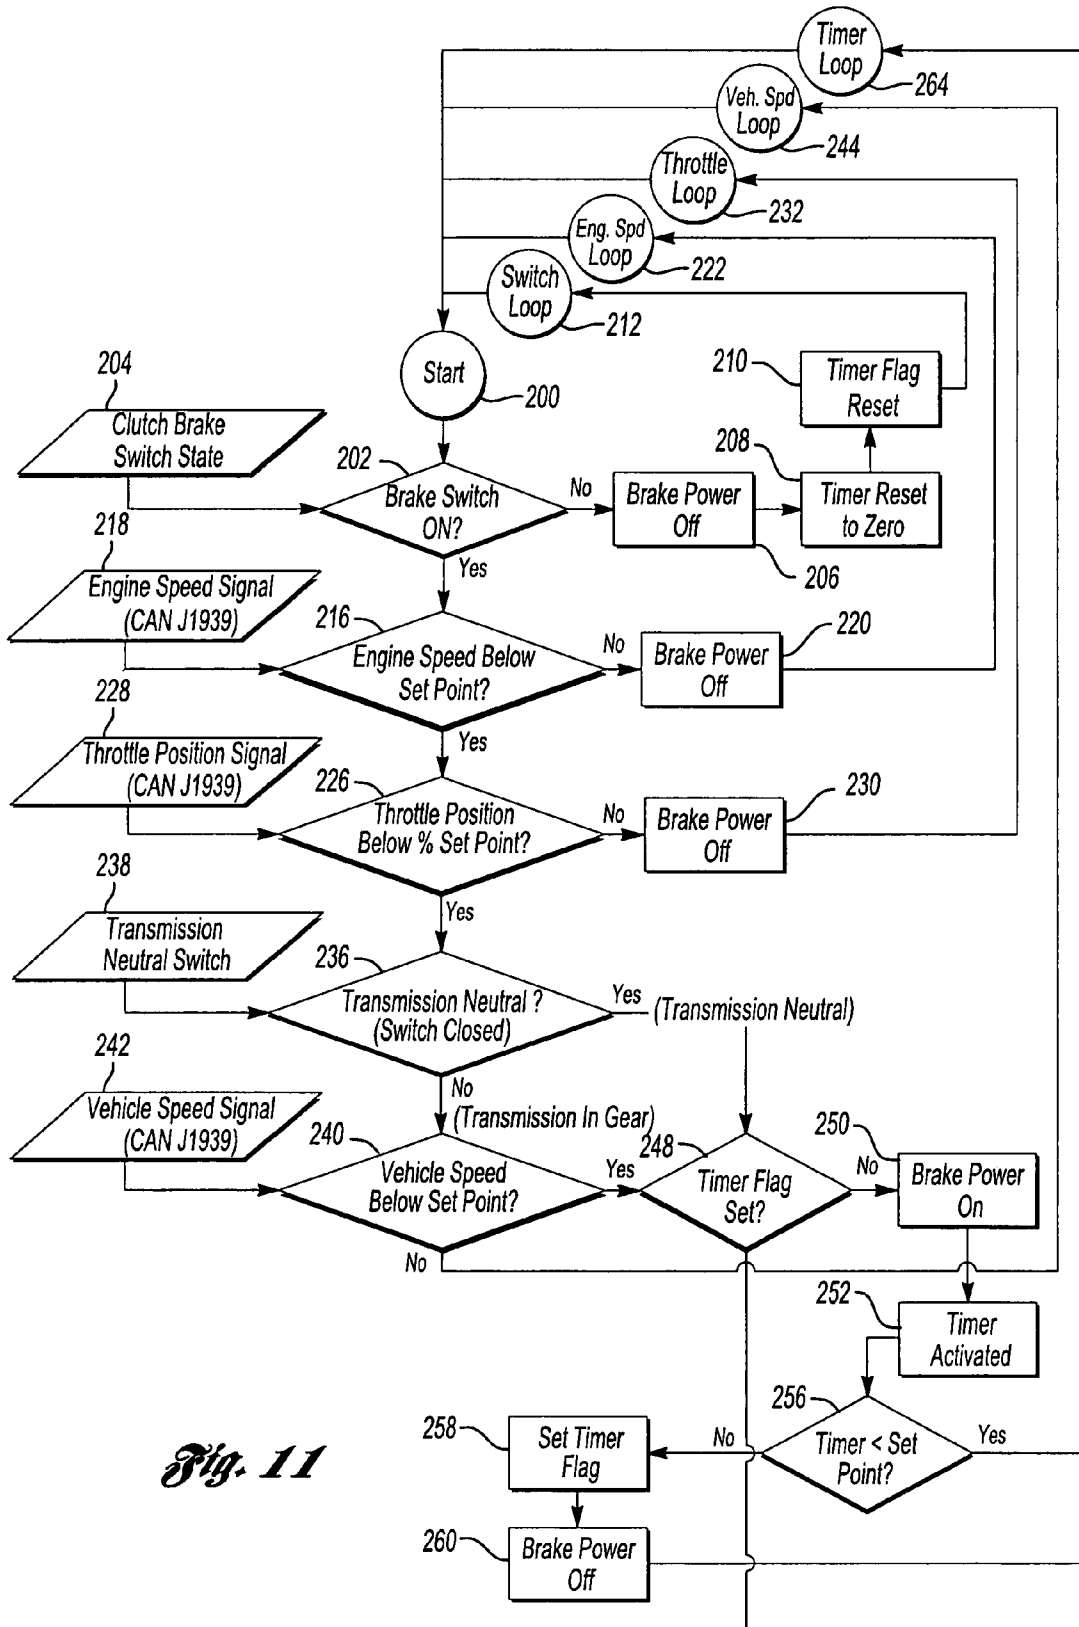 Timer
Loop
264
Veh. Spd
Loop
244
Throttle
Loop
232
Eng. Spd
Loop
222
Switch
Loop
212
Start
200
210
Timer Flag
Reset
204
Clutch Brake
Switch State
202
Brake Switch
ON?
No
Brake Power
Off
206
208
Timer Reset
to Zero
Yes
218
Engine Speed Signal
(CAN J1939)
216
Engine Speed Below
Set Point?
No
Brake Power
Off
220
Yes
228
Throttle Position Signal
(CAN J1939)
226
Throttle Position
Below % Set Point?
No
Brake Power
Off
230
Yes
238
Transmission
Neutral Switch
236
Transmission Neutral ?
(Switch Closed)
Yes
(Transmission Neutral)
No
(Transmission In Gear)
242
Vehicle Speed Signal
(CAN J1939)
240
Vehicle Speed
Below Set Point?
Yes
No
248
Timer Flag
Set?
No
250
Brake Power
On
252
Timer
Activated
256
Timer < Set
Point?
Yes
No
258
Set Timer
Flag
260
Brake Power
Off
Fig. 11